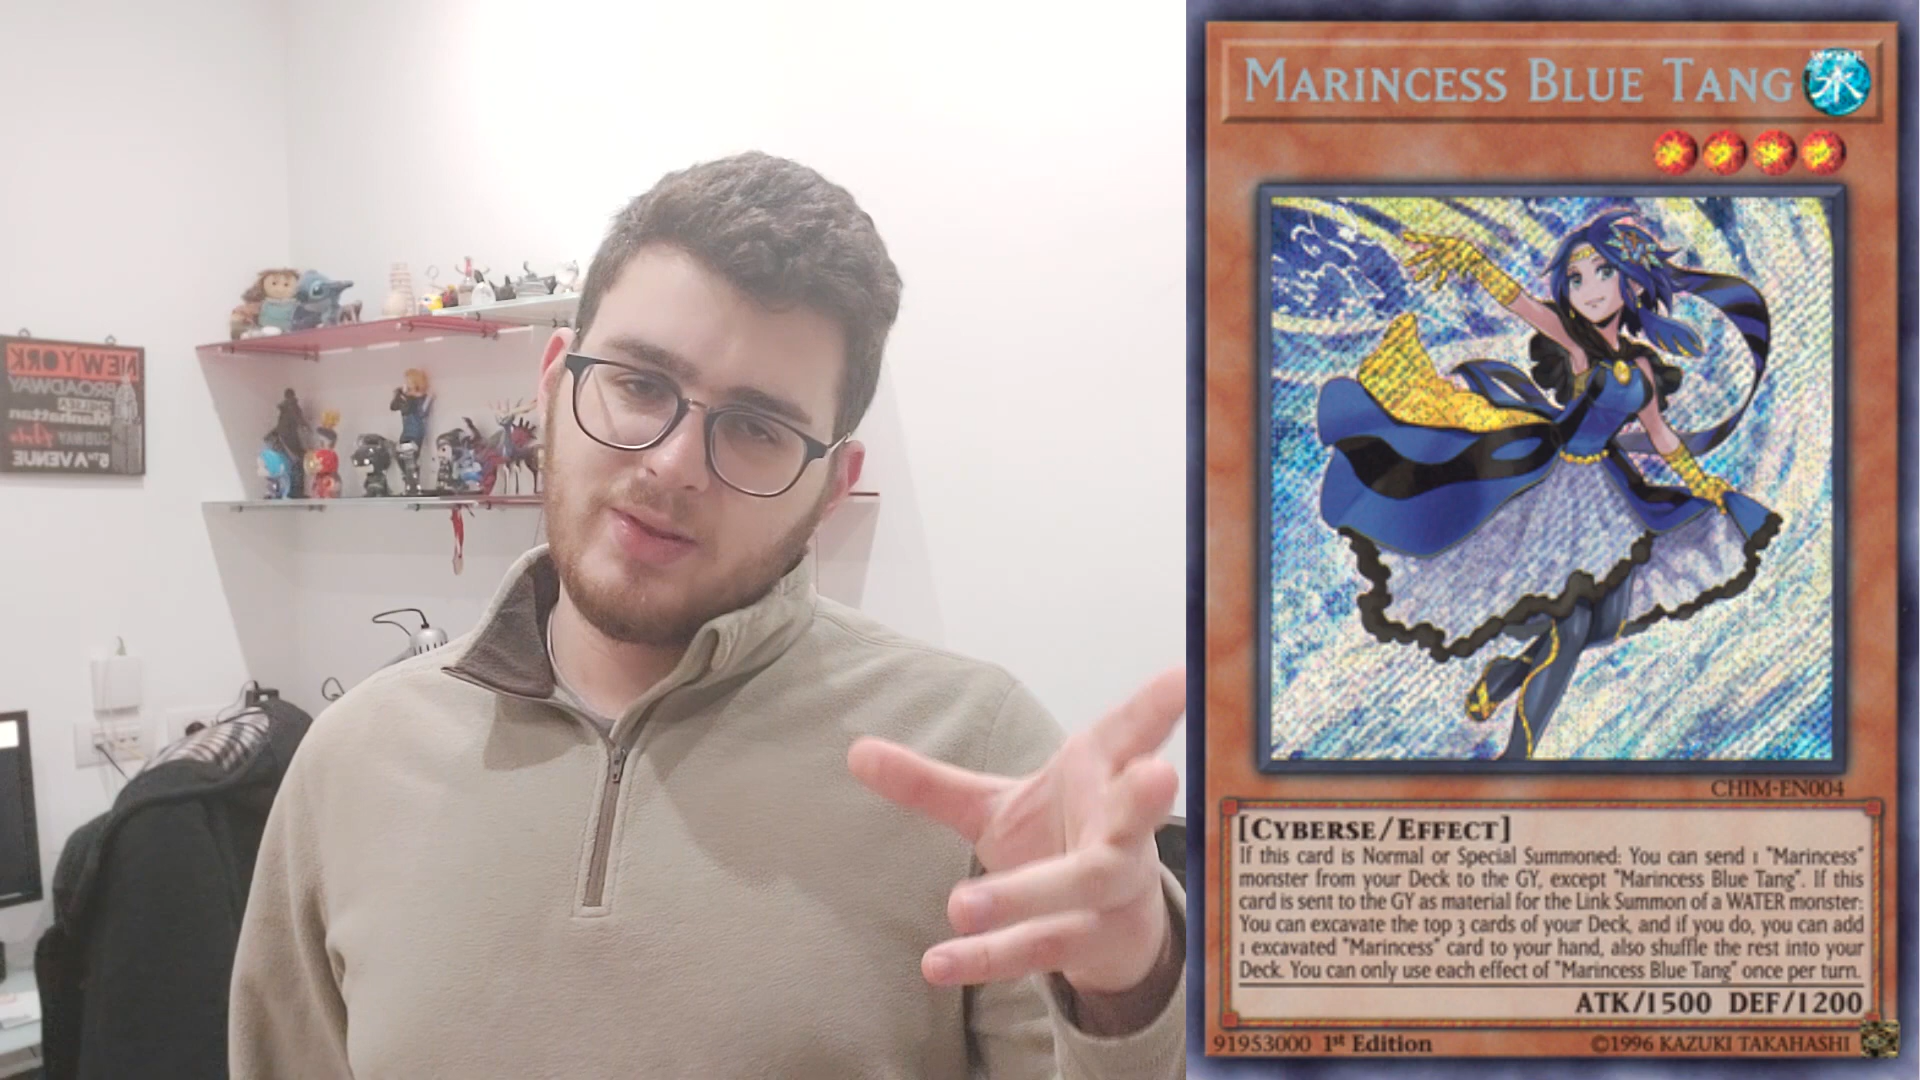 NEW YORK
BROADWAY
CHELSEA
Manhattan
SUBWAY
6TH AVENUE
MARINCESS BLUE TANG
水
CHIM-EN004
[CYBERSE/EFFECT]
If this card is Normal or Special Summoned: You can send 1 "Marincess"
monster from your Deck to the GY, except "Marincess Blue Tang". If this
card is sent to the GY as material for the Link Summon of a WATER monster:
You can excavate the top 3 cards of your Deck, and if you do, you can add
1 excavated "Marincess" card to your hand, also shuffle the rest into your
Deck. You can only use each effect of "Marincess Blue Tang" once per turn.
ATK/1500 DEF/1200
91953000 1st Edition
©1996 KAZUKI TAKAHASHI